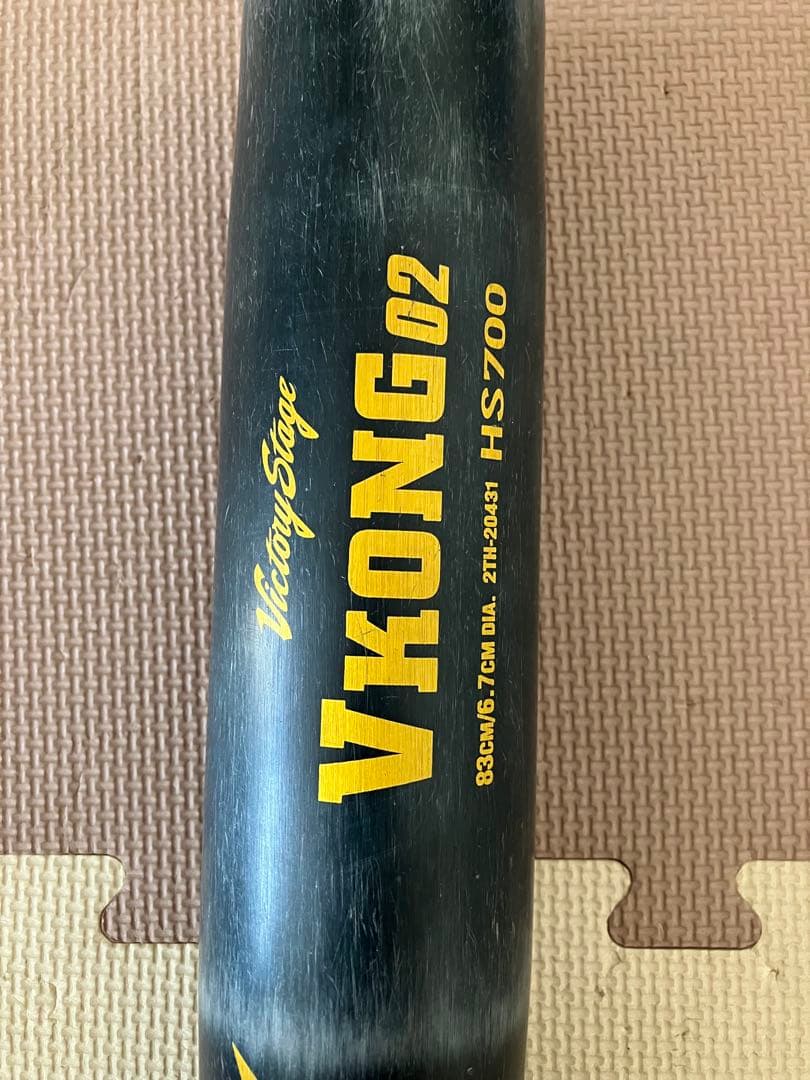 Victory Stage
VKONG02
83CM/6.7CM DIA. 2TH-20431 HS700